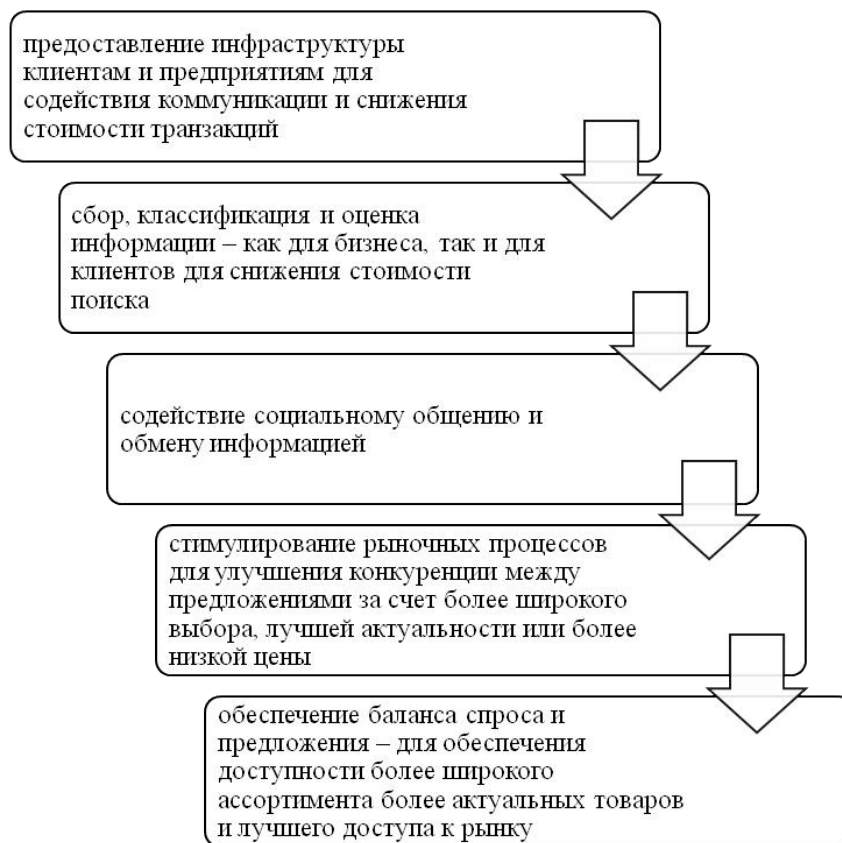 предоставление инфраструктуры
клиентам и предприятиям для
содействия коммуникации и снижения
стоимости транзакций
сбор, классификация и оценка
информации – как для бизнеса, так и для
клиентов для снижения стоимости
поиска
содействие социальному общению и
обмену информацией
стимулирование рыночных процессов
для улучшения конкуренции между
предложениями за счет более широкого
выбора, лучшей актуальности или более
низкой цены
обеспечение баланса спроса и
предложения – для обеспечения
доступности более широкого
ассортимента более актуальных товаров
и лучшего доступа к рынку